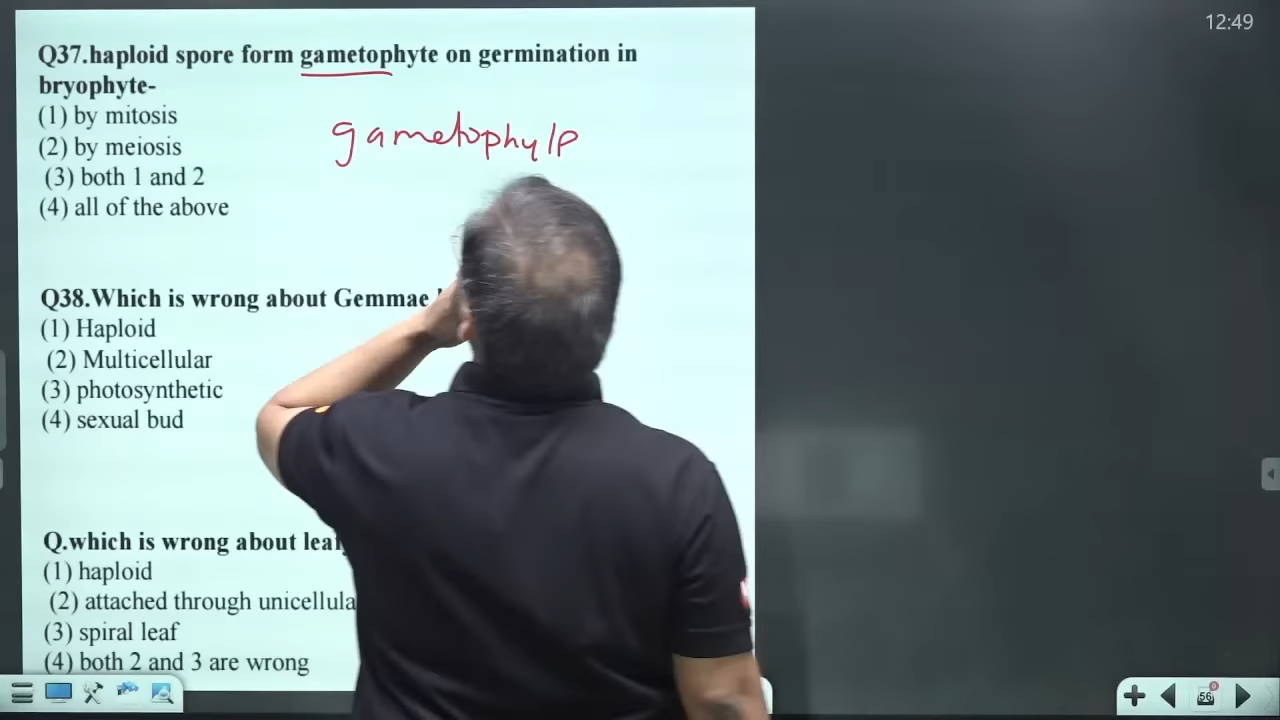 12:49
Q37.haploid spore form gametophyte on germination in
bryophyte-
(1) by mitosis
(2) by meiosis
(3) both 1 and 2
(4) all of the above
gametophyte
Q38.Which is wrong about Gemmae
(1) Haploid
(2) Multicellular
(3) photosynthetic
(4) sexual bud
Q.which is wrong about
(1) haploid
(2) attached through
(3) spiral leaf
(4) both 2 and 3 are wrong
56